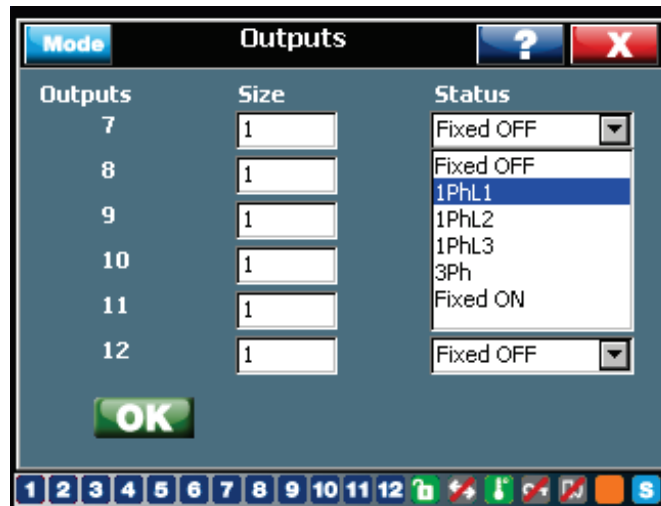 Mode Outputs ? X
Outputs Size Status
7 1 Fixed OFF
8 1 Fixed OFF
1PhL1
9 1 1PhL2
1PhL3
10 1 3Ph
11 1 Fixed ON
12 1 Fixed OFF
OK
1 2 3 4 5 6 7 8 9 10 11 12 S